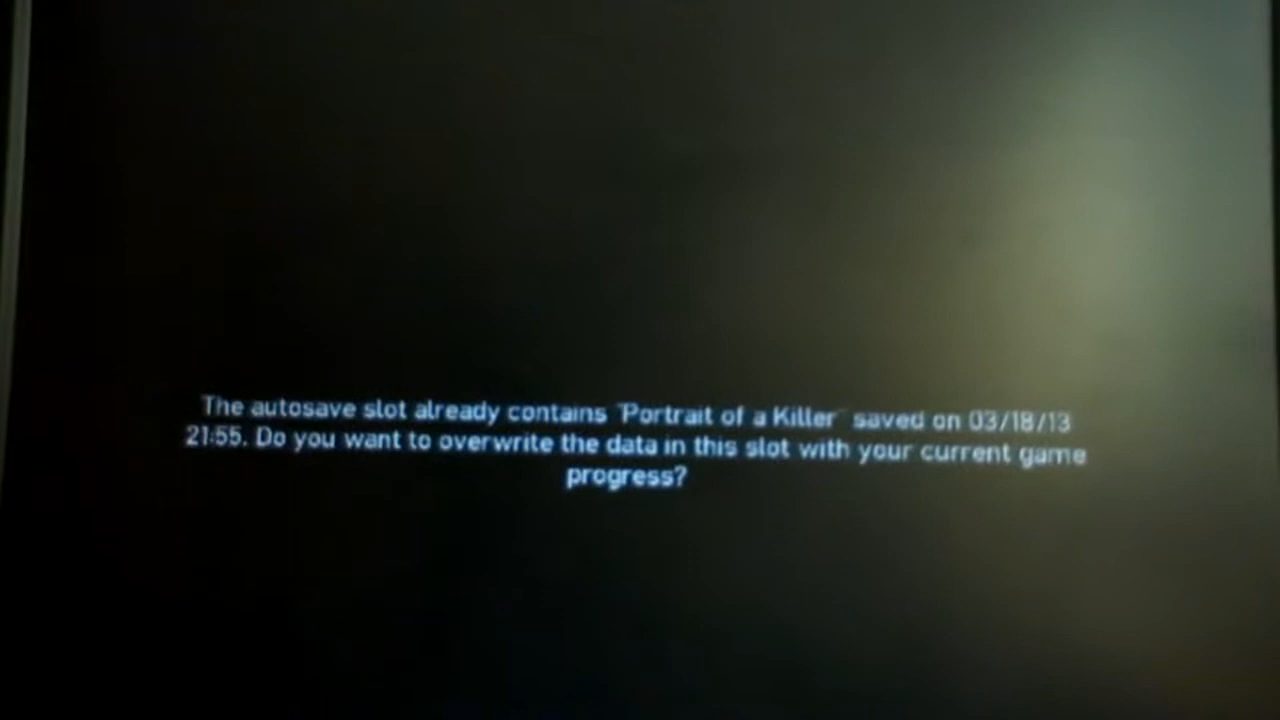 The autosave slot already contains "Portrait of a Killer" saved on 03/18/13
21:55. Do you want to overwrite the data in this slot with your current game
progress?